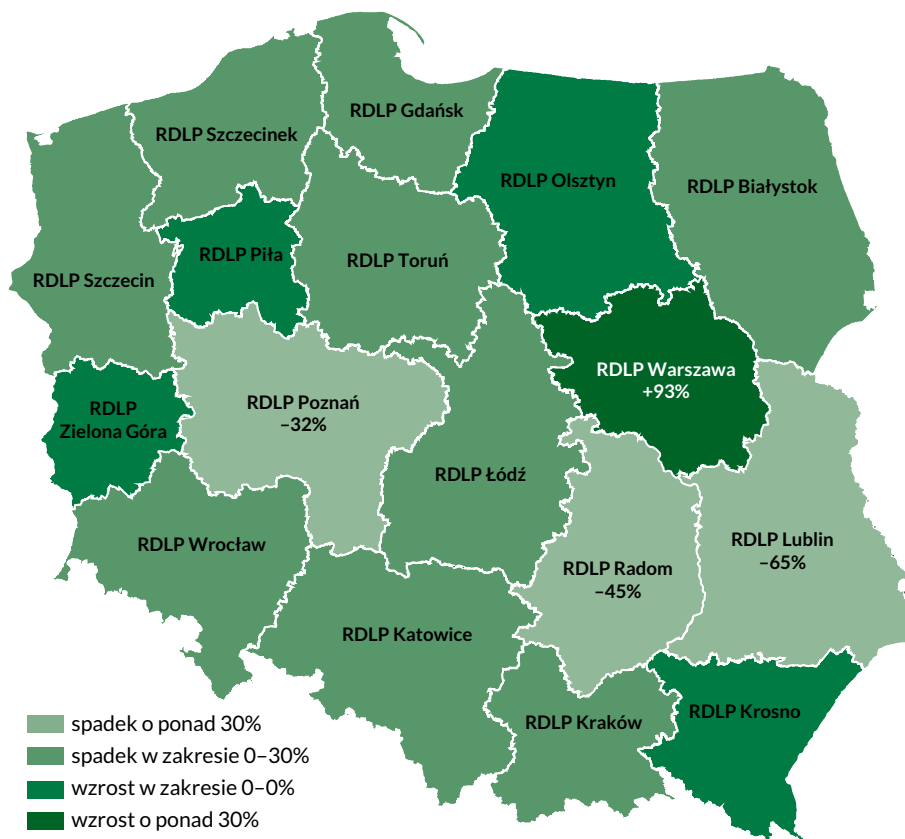 RDLP Gdańsk
RDLP Szczecinek
RDLP Olsztyn
RDLP Białystok
RDLP Piła
RDLP Toruń
RDLP Szczecin
RDLP Warszawa
+93%
RDLP Poznań
–32%
RDLP
Zielona Góra
RDLP Łódź
RDLP Wrocław
RDLP Lublin
–65%
RDLP Radom
–45%
RDLP Katowice
RDLP Kraków
RDLP Krosno
spadek o ponad 30%
spadek w zakresie 0–30%
wzrost w zakresie 0–0%
wzrost o ponad 30%